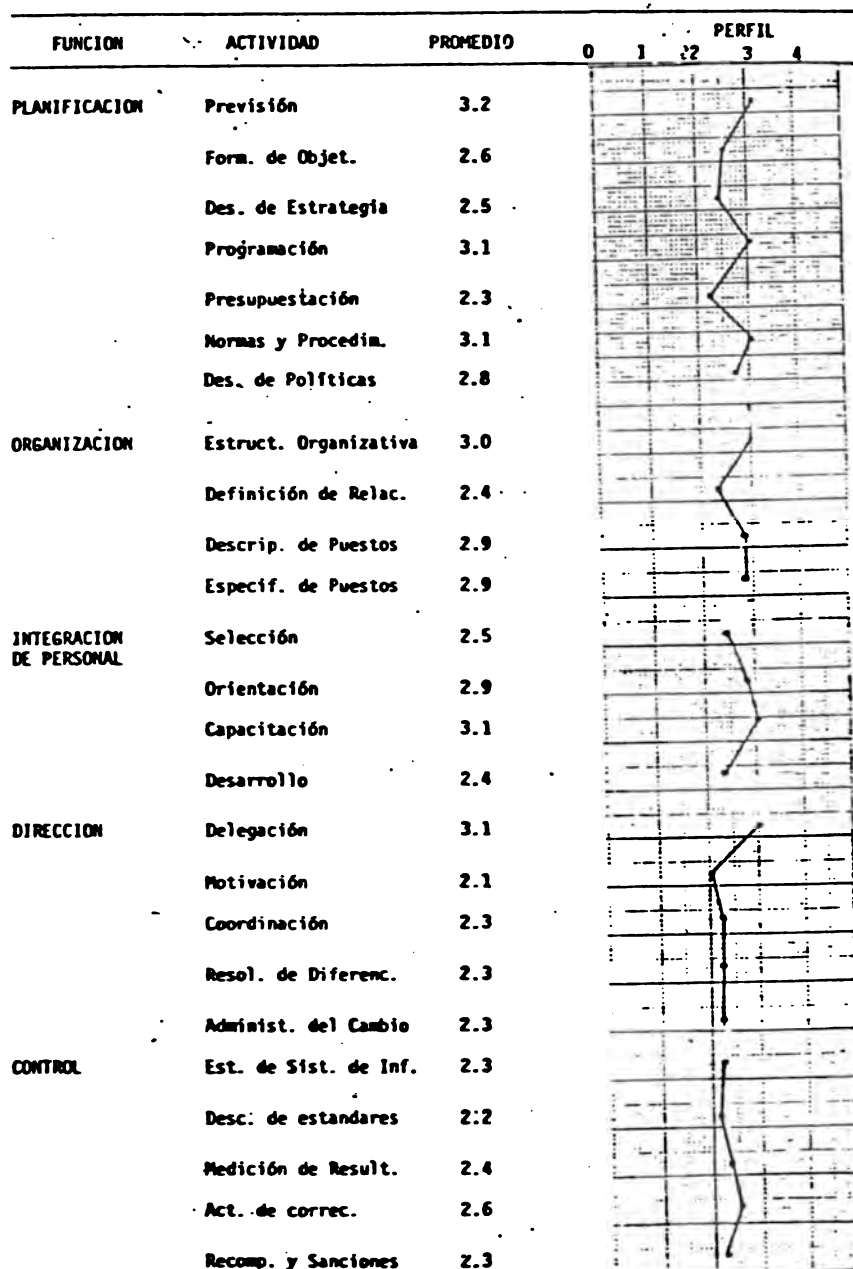 PERFIL
FUNCION ACTIVIDAD PROMEDIO
0 1 22 3 4
PLANIFICACION Previsión 3.2
Form. de Objet. 2.6
Des. de Estrategia 2.5
Programación 3.1
Presupuestación 2.3
Normas y Procedim. 3.1
Des. de Políticas 2.8
ORGANIZACION Estruct. Organizativa 3.0
Definición de Relac. 2.4
Descrip. de Puestos 2.9
Especif. de Puestos 2.9
INTEGRACION Selección 2.5
DE PERSONAL
Orientación 2.9
Capacitación 3.1
Desarrollo 2.4
DIRECCION Delegación 3.1
Motivación 2.1
Coordinación 2.3
Resol. de Diferenc. 2.3
Administ. del Cambio 2.3
CONTROL Est. de Sist. de Inf. 2.3
Desc. de estandares 2.2
Medición de Result. 2.4
Act. de correc. 2.6
Recomp. y Sanciones 2.3